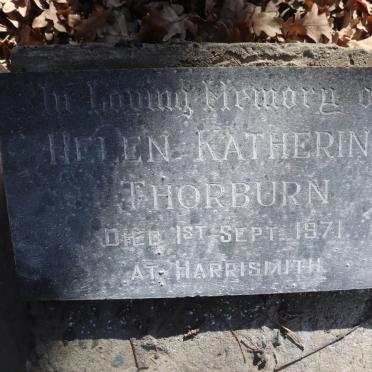 In Loving Memory o
HELEN KATHERIN
THORBURN
DIED 1ST SEPT. 1971
AT HARRISMITH